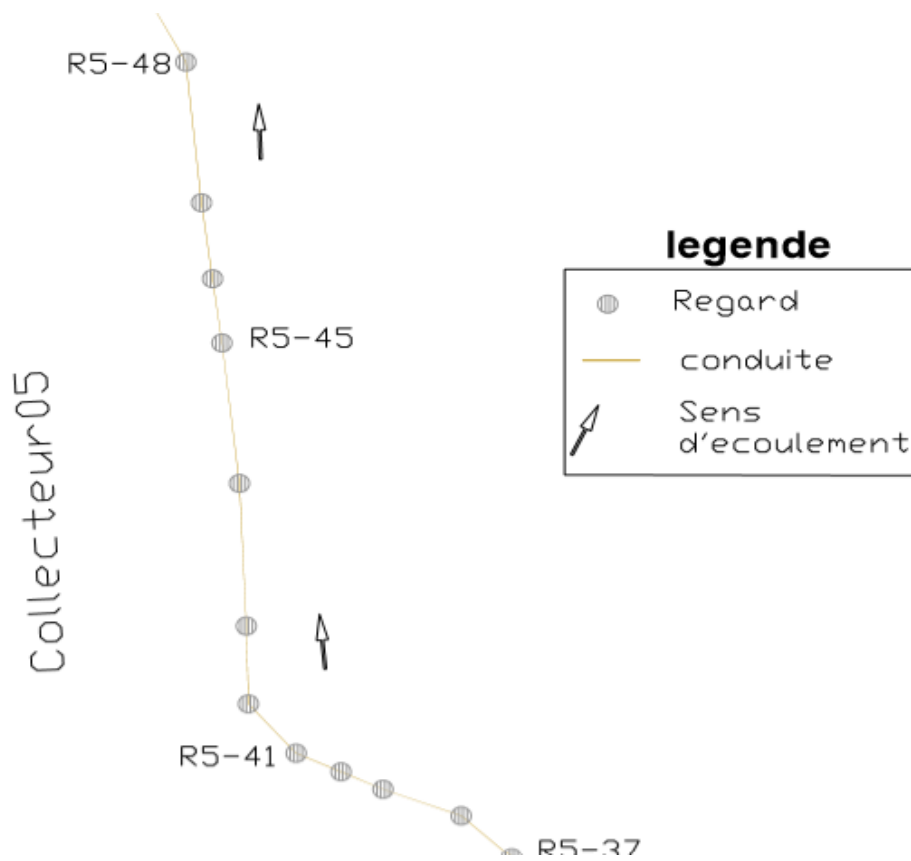 R5-48
legende
Regard
R5-45
conduite
Sens
d'ecoulement
Collecteur05
R5-41
R5-37